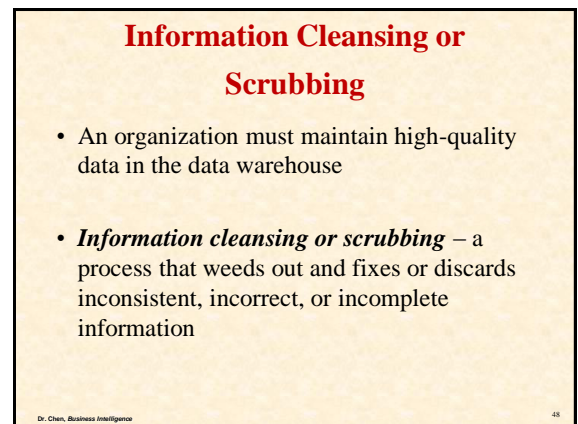 Information Cleansing or
Scrubbing
• An organization must maintain high-quality
data in the data warehouse
• Information cleansing or scrubbing – a
process that weeds out and fixes or discards
inconsistent, incorrect, or incomplete
information
Dr. Chen, Business Intelligence
48